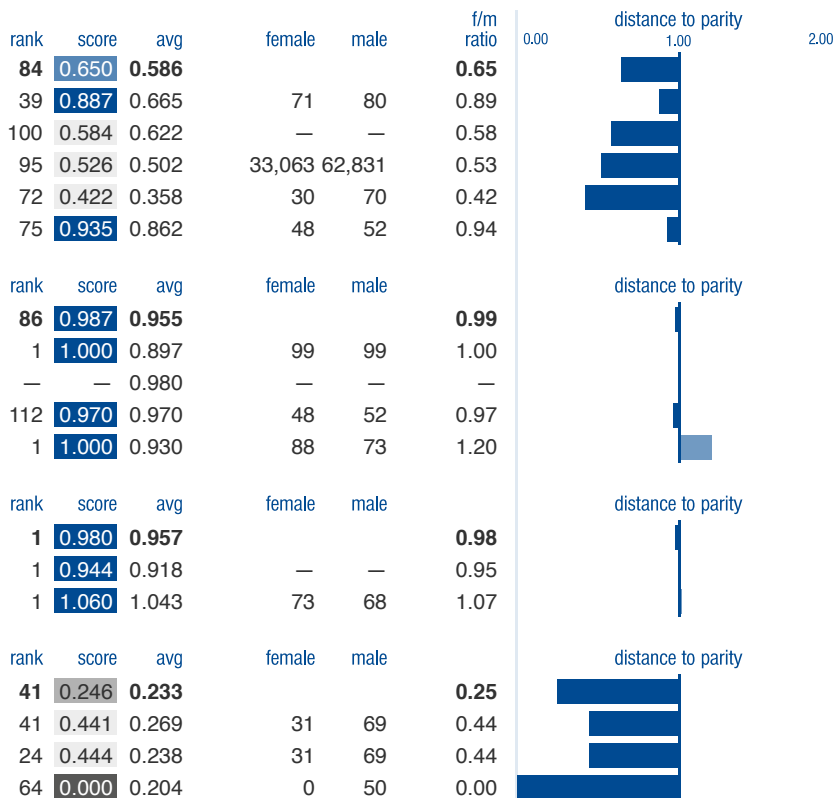 f/m distance to parity
rank score avg female male ratio 0.00 1.00 2.00
84 0.650 0.586 0.65
39 0.887 0.665 71 80 0.89
100 0.584 0.622 — — 0.58
95 0.526 0.502 33,063 62,831 0.53
72 0.422 0.358 30 70 0.42
75 0.935 0.862 48 52 0.94
rank score avg female male distance to parity
86 0.987 0.955 0.99
1 1.000 0.897 99 99 1.00
— — 0.980 — — —
112 0.970 0.970 48 52 0.97
1 1.000 0.930 88 73 1.20
rank score avg female male distance to parity
1 0.980 0.957 0.98
1 0.944 0.918 — — 0.95
1 1.060 1.043 73 68 1.07
rank score avg female male distance to parity
41 0.246 0.233 0.25
41 0.441 0.269 31 69 0.44
24 0.444 0.238 31 69 0.44
64 0.000 0.204 0 50 0.00